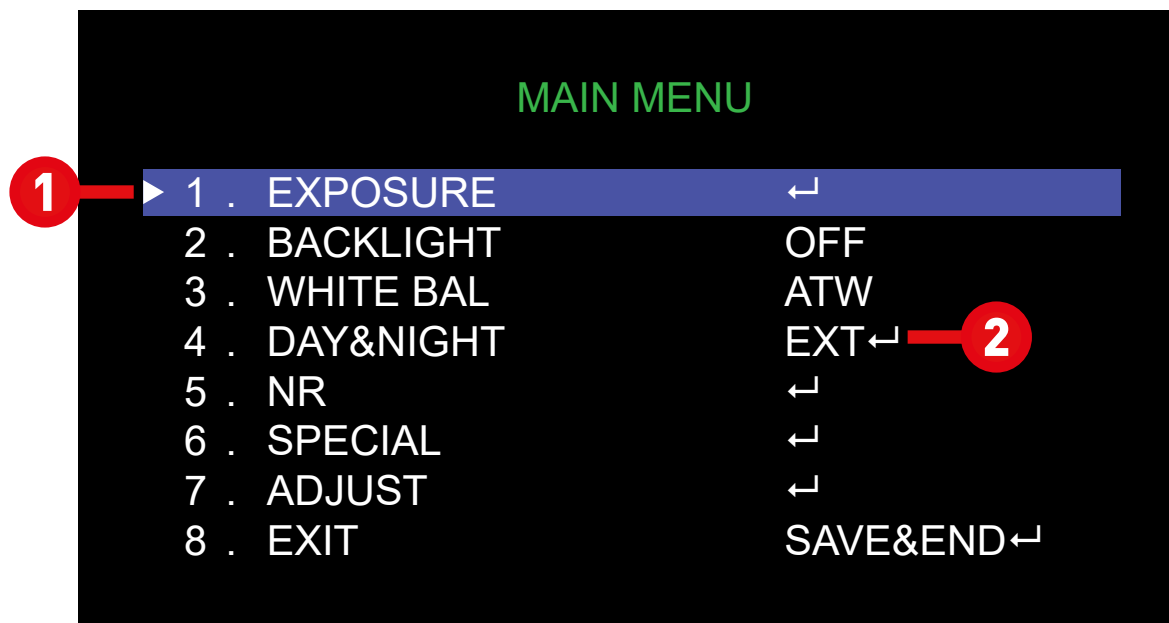 MAIN MENU
1 ▶ 1 . EXPOSURE ↵
2 . BACKLIGHT OFF
3 . WHITE BAL ATW
4 . DAY&NIGHT EXT↵ 2
5 . NR ↵
6 . SPECIAL ↵
7 . ADJUST ↵
8 . EXIT SAVE&END↵